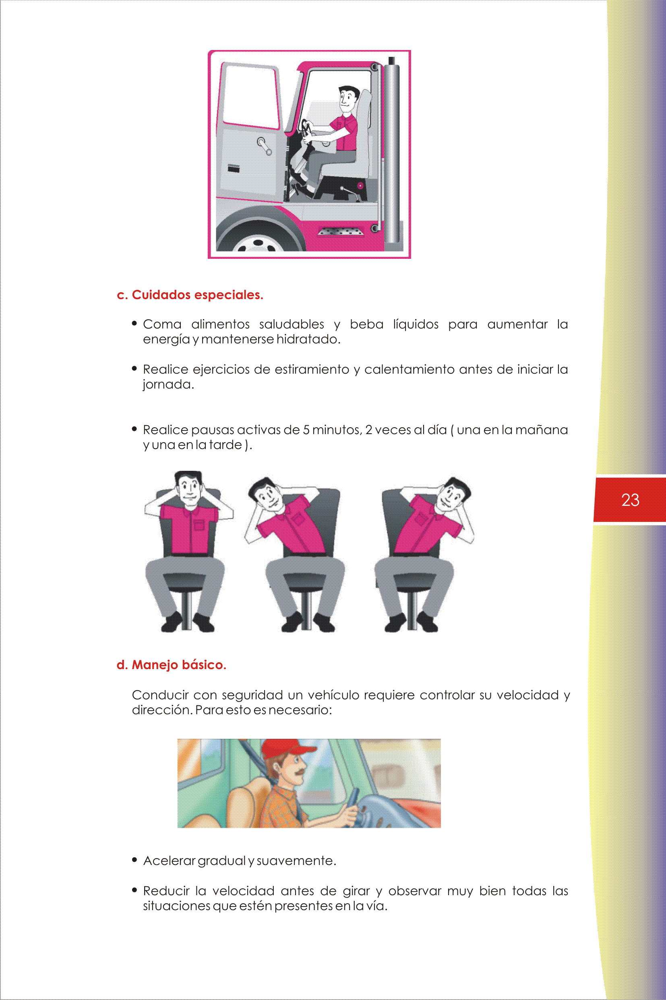 c. Cuidados especiales.
• Coma alimentos saludables y beba líquidos para aumentar la
energía y mantenerse hidratado.
• Realice ejercicios de estiramiento y calentamiento antes de iniciar la
jornada.
• Realice pausas activas de 5 minutos, 2 veces al día ( una en la mañana
y una en la tarde ).
23
d. Manejo básico.
Conducir con seguridad un vehículo requiere controlar su velocidad y
dirección. Para esto es necesario:
• Acelerar gradual y suavemente.
• Reducir la velocidad antes de girar y observar muy bien todas las
situaciones que estén presentes en la vía.